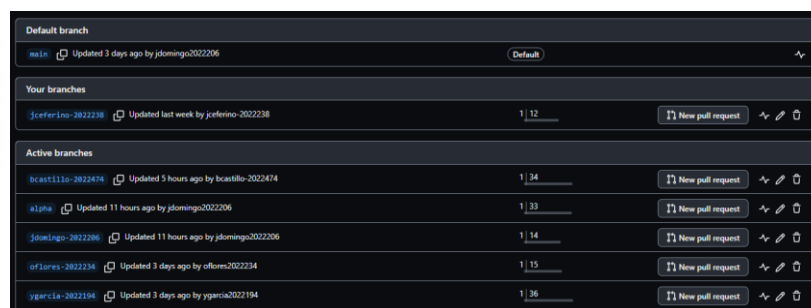 Default branch
main Updated 3 days ago by jdomingo2022206 Default
Your branches
jceferino-2022238 Updated last week by jceferino-2022238 1 | 12 New pull request
Active branches
bcastillo-2022474 Updated 5 hours ago by bcastillo-2022474 1 | 34 New pull request
alpha Updated 11 hours ago by jdomingo2022206 1 | 33 New pull request
jdomingo-2022206 Updated 11 hours ago by jdomingo2022206 1 | 14 New pull request
oflores-2022234 Updated 3 days ago by oflores2022234 1 | 15 New pull request
ygarcia-2022194 Updated 3 days ago by ygarcia2022194 1 | 36 New pull request